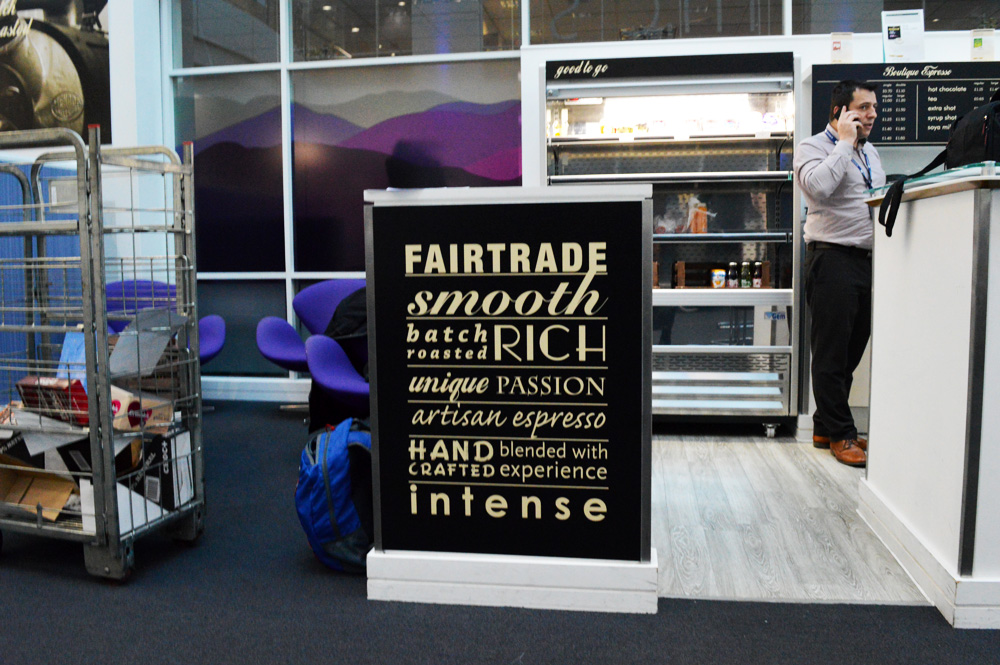 good to go
Boutique Espresso
hot chocolate
tea
extra shot
syrup shot
soya
FAIRTRADE
smooth
batch roasted RICH
unique PASSION
artisan espresso
HAND CRAFTED blended with experience
intense